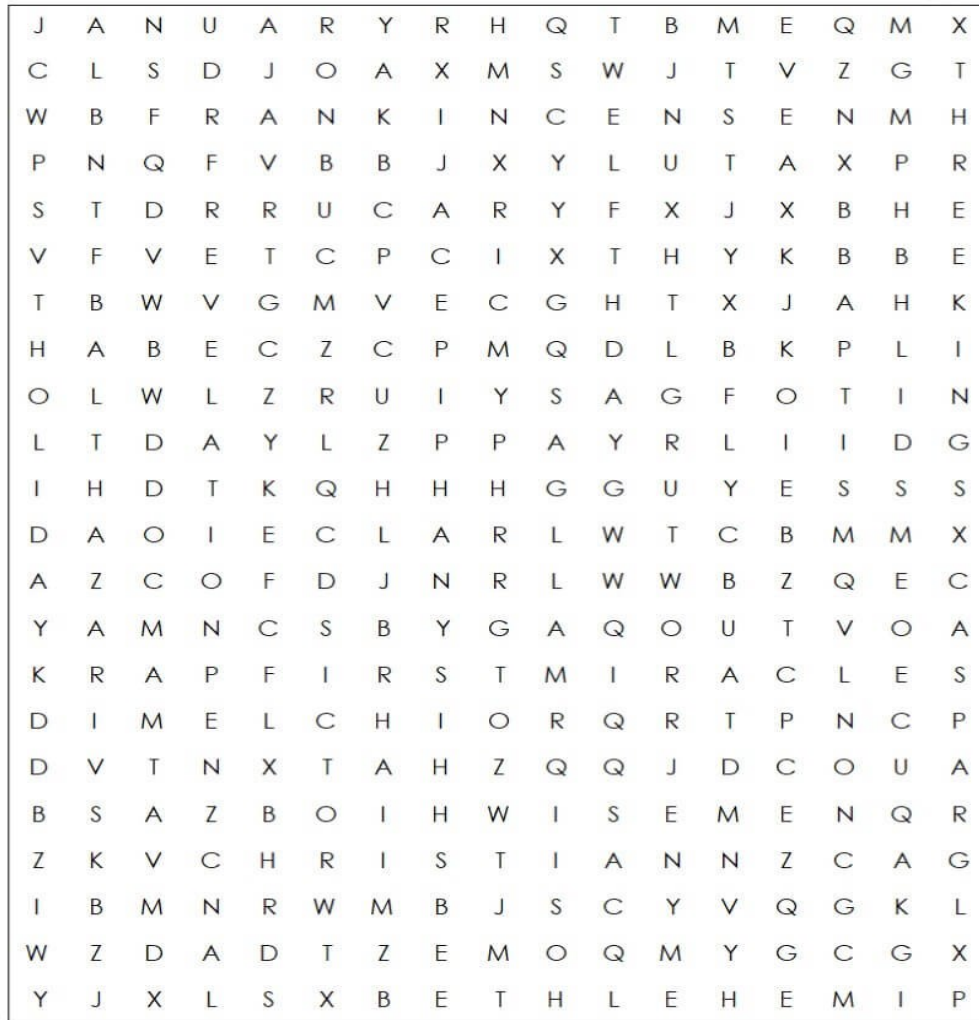 J A N U A R Y R H Q T B M E Q M X
C L S D J O A X M S W J T V Z G T
W B F R A N K I N C E N S E N M H
P N Q F V B B J X Y L U T A X P R
S T D R R U C A R Y F X J X B H E
V F V E T C P C I X T H Y K B B E
T B W V G M V E C G H T X J A H K
H A B E C Z C P M Q D L B K P L I
O L W L Z R U I Y S A G F O T I N
L T D A Y L Z P P A Y R L I I D G
I H D T K Q H H H G G U Y E S S S
D A O I E C L A R L W T C B M M X
A Z C O F D J N R L W W B Z Q E C
Y A M N C S B Y G A Q O U T V O A
K R A P F I R S T M I R A C L E S
D I M E L C H I O R Q R T P N C P
D V T N X T A H Z Q Q J D C O U A
B S A Z B O I H W I S E M E N Q R
Z K V C H R I S T I A N N Z C A G
I B M N R W M B J S C Y V Q G K L
W Z D A D T Z E M O Q M Y G C G X
Y J X L S X B E T H L E H E M I P